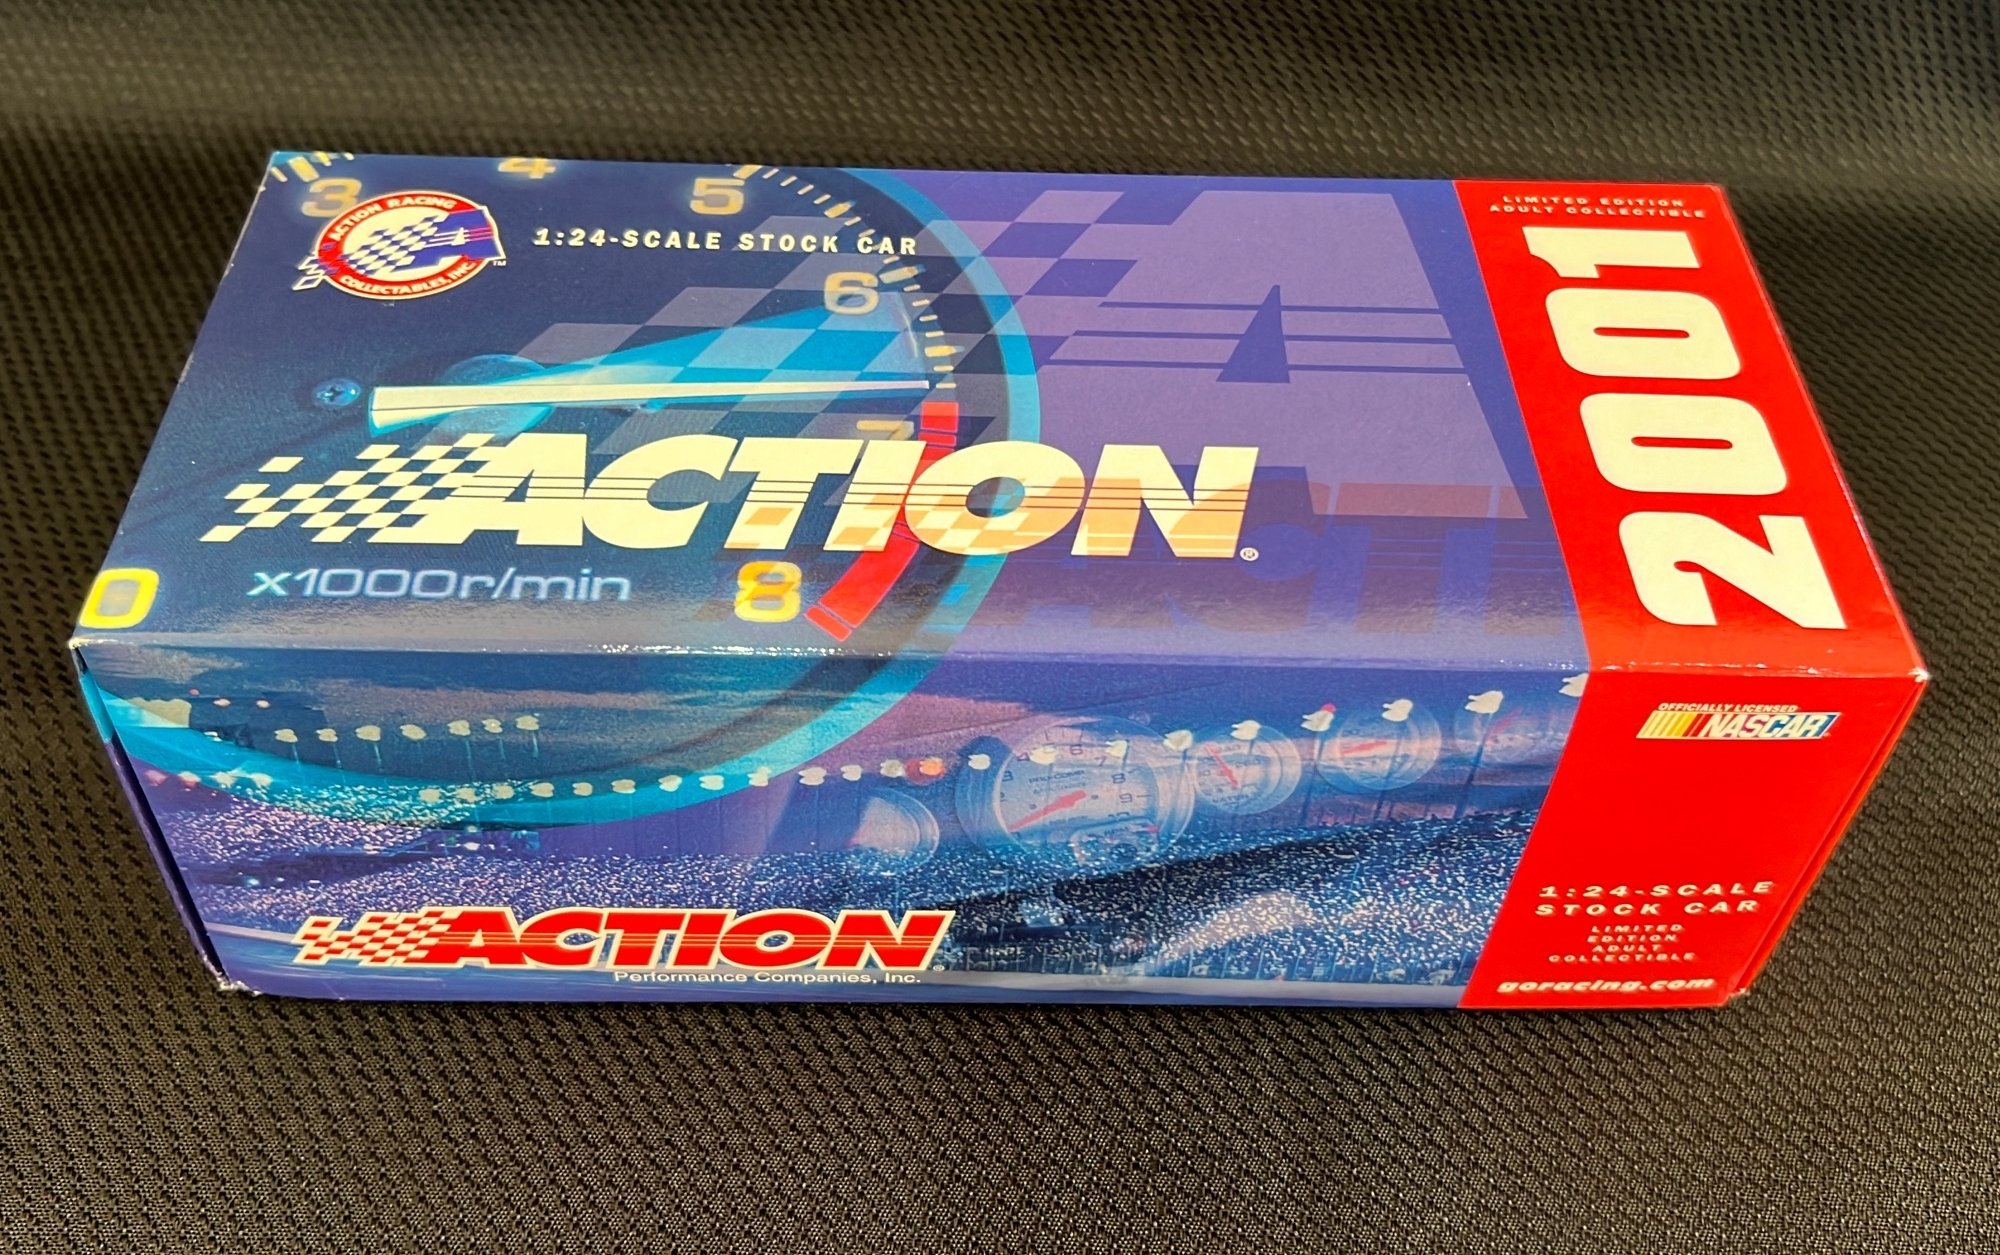 3 4 5
ACTION RACING
COLLECTABLES, INC.
TM
1:24-SCALE STOCK CAR
6
7
ACTION®
x1000r/min
0
8
ACTION
LIMITED EDITION
ADULT COLLECTIBLE
2001
OFFICIALLY LICENSED
NASCAR
1:24-SCALE
STOCK CAR
LIMITED
EDITION
ADULT
COLLECTIBLE
goracing.com
ACTION®
Performance Companies, Inc.